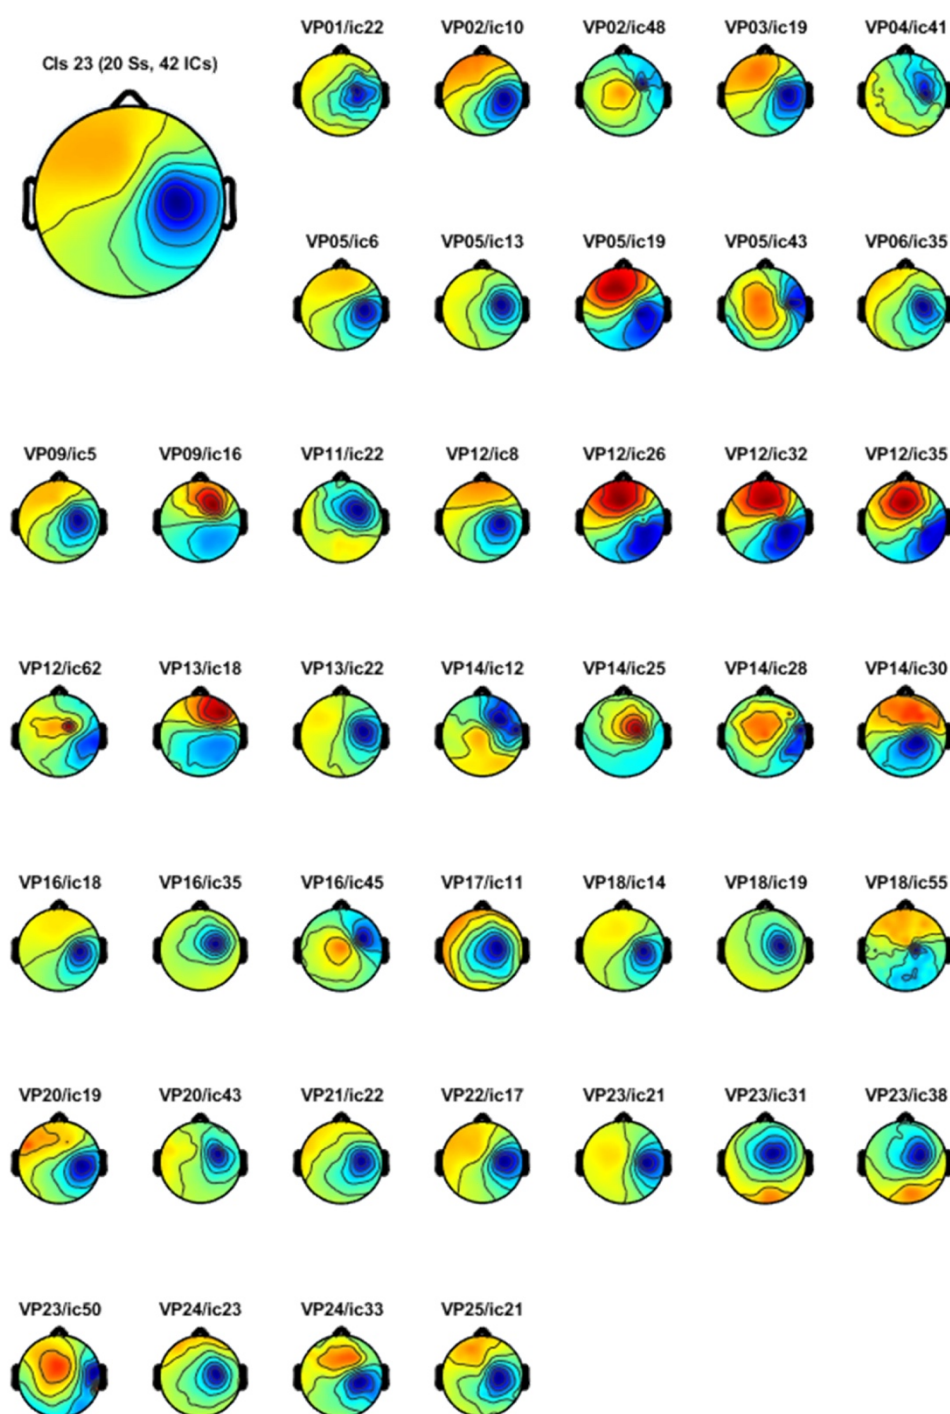 VP01/ic22 VP02/ic10 VP02/ic48 VP03/ic19 VP04/ic41
Cls 23 (20 Ss, 42 ICs)
VP05/ic6 VP05/ic13 VP05/ic19 VP05/ic43 VP06/ic35
VP09/ic5 VP09/ic16 VP11/ic22 VP12/ic8 VP12/ic26 VP12/ic32 VP12/ic35
VP12/ic62 VP13/ic18 VP13/ic22 VP14/ic12 VP14/ic25 VP14/ic28 VP14/ic30
VP16/ic18 VP16/ic35 VP16/ic45 VP17/ic11 VP18/ic14 VP18/ic19 VP18/ic55
VP20/ic19 VP20/ic43 VP21/ic22 VP22/ic17 VP23/ic21 VP23/ic31 VP23/ic38
VP23/ic50 VP24/ic23 VP24/ic33 VP25/ic21